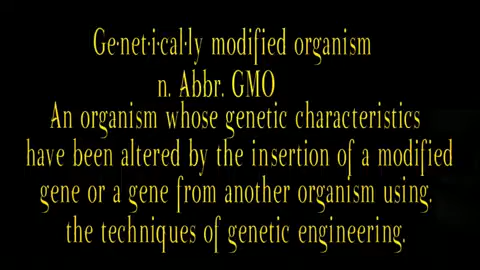 Ge·net·i·cal·ly modified organism
n. Abbr. GMO
An organism whose genetic characteristics
have been altered by the insertion of a modified
gene or a gene from another organism using.
the techniques of genetic engineering.